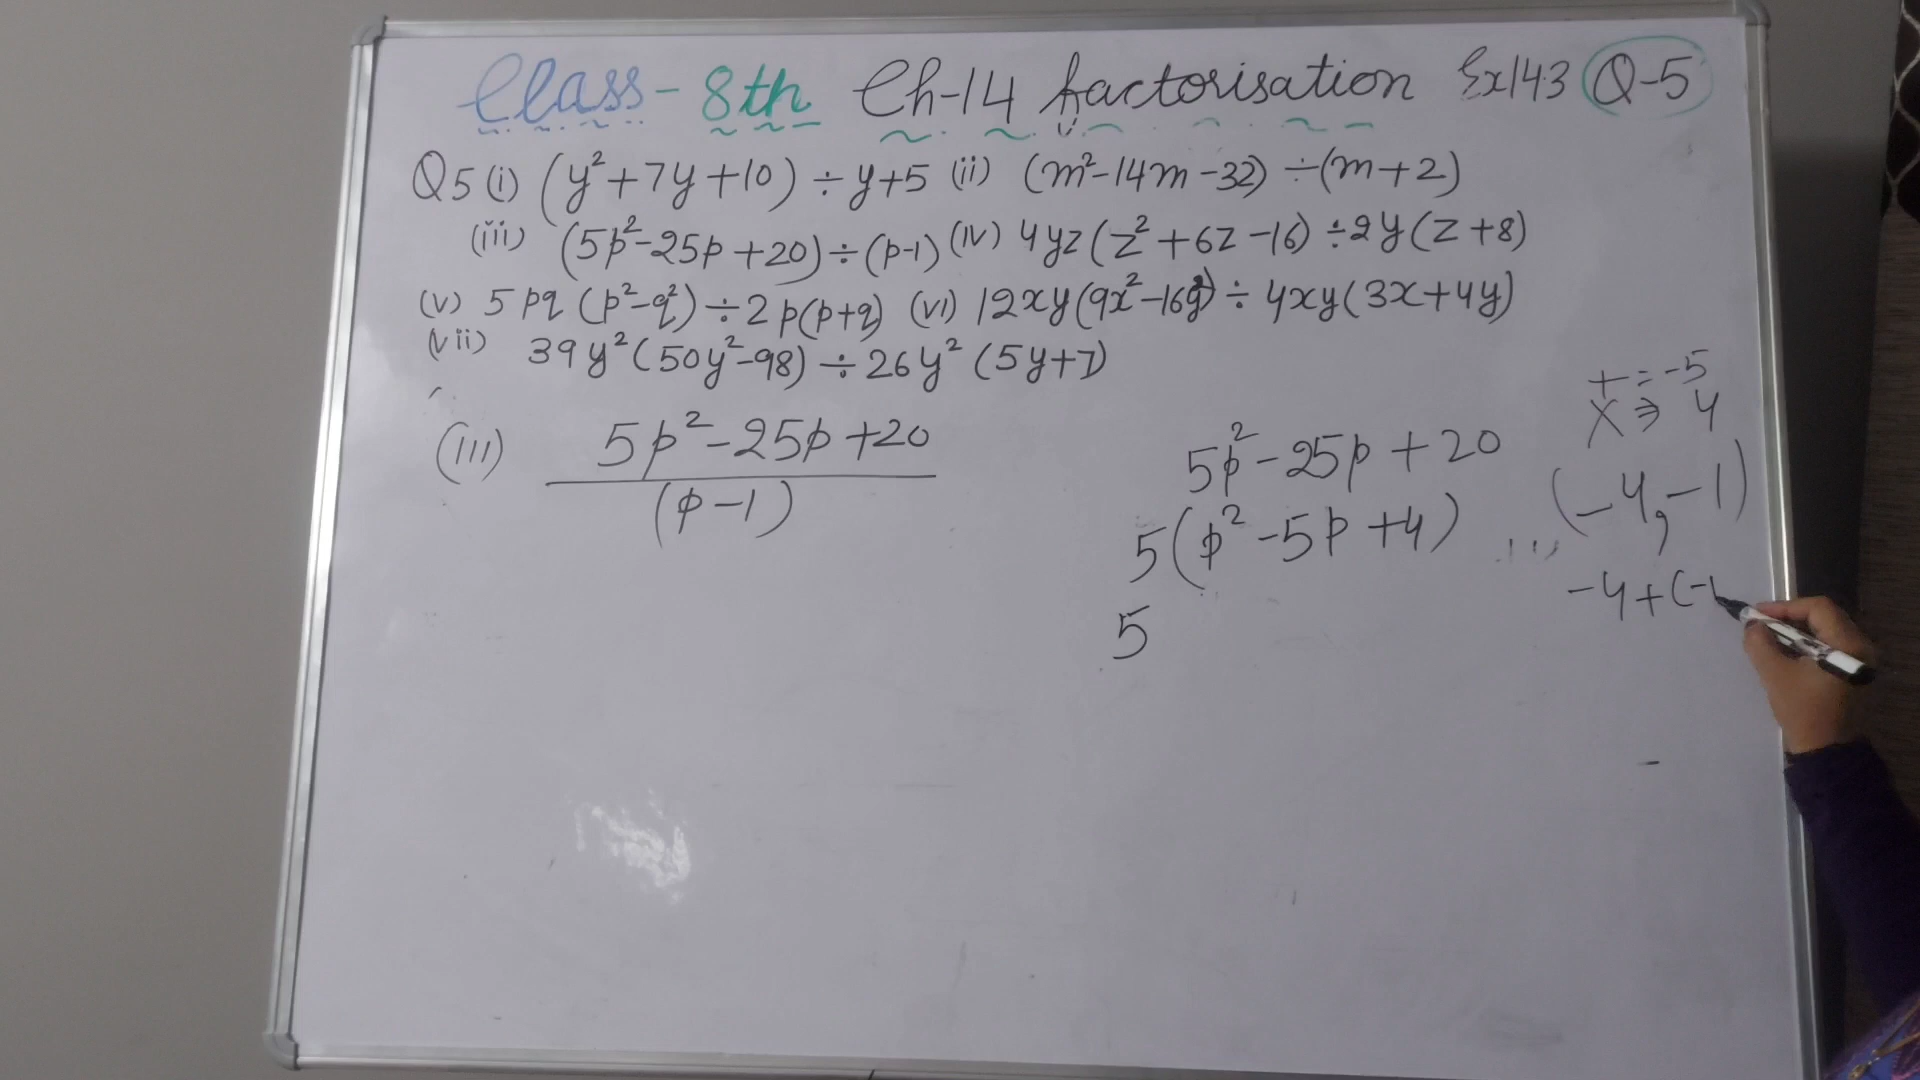 Class - 8th Ch-14 factorisation Ex14.3 Q-5
Q5 (i) (y²+7y+10) ÷ y+5 (ii) (m²-14m-32) ÷ (m+2)
(iii) (5p²-25p+20) ÷ (p-1) (iv) 4yz(z²+6z-16) ÷ 2y(z+8)
(v) 5pq(p²-q²) ÷ 2p(p+q) (vi) 12xy(9x²-16y²) ÷ 4xy(3x+4y)
(vii) 39y²(50y²-98) ÷ 26y²(5y+7)
(iii) 5p²-25p+20
(p-1)
5p²-25p+20
5(p²-5p+4)
5
+ = -5
× ⇒ 4
(-4, -1)
-4+(-1